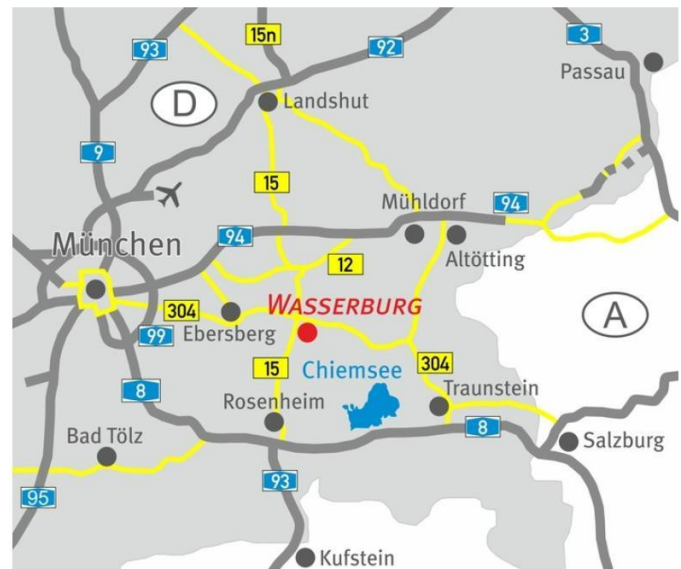 15n
3
93
92
Passau
D
Landshut
9
15
Mühldorf
94
94
München
12
Altötting
304
WASSERBURG
A
99
Ebersberg
15
Chiemsee
304
8
Rosenheim
Traunstein
8
Bad Tölz
Salzburg
93
95
Kufstein